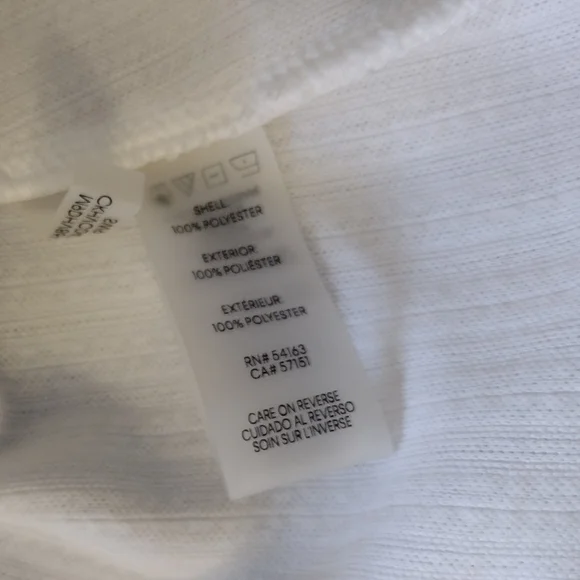 SHELL:
100% POLYESTER
EXTERIOR:
100% POLIÉSTER
EXTÉRIEUR:
100% POLYESTER
RN# 54163
CA# 57151
CARE ON REVERSE
CUIDADO AL REVERSO
SOIN SUR L'INVERSE